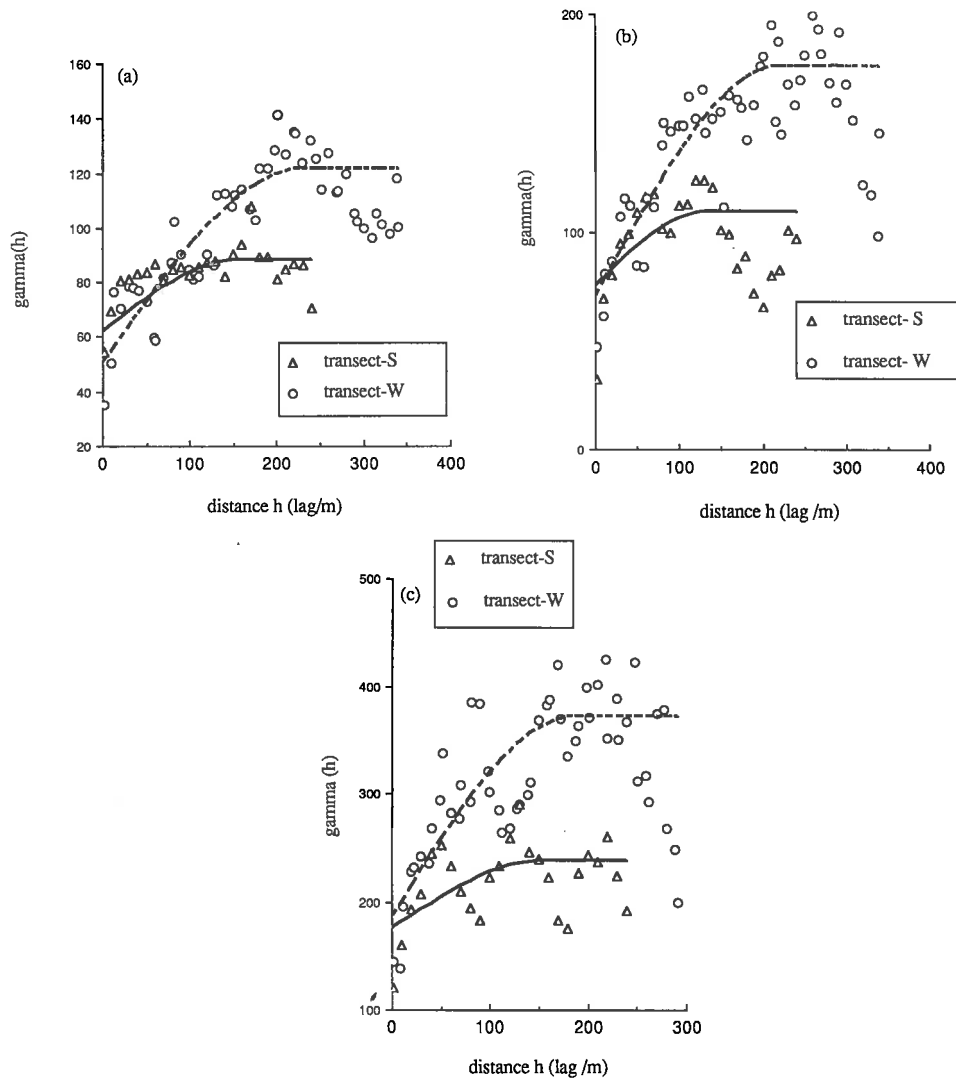 (a)
gamma(h)
160
140
120
100
80
60
40
20
0
100
200
300
400
distance h (lag/m)
transect-S
transect-W
(b)
gamma(h)
200
100
0
0
100
200
300
400
distance h (lag /m)
transect- S
transect- W
transect-S
transect-W
(c)
gamma (h)
500
400
300
200
100
0
100
200
300
distance h (lag /m)